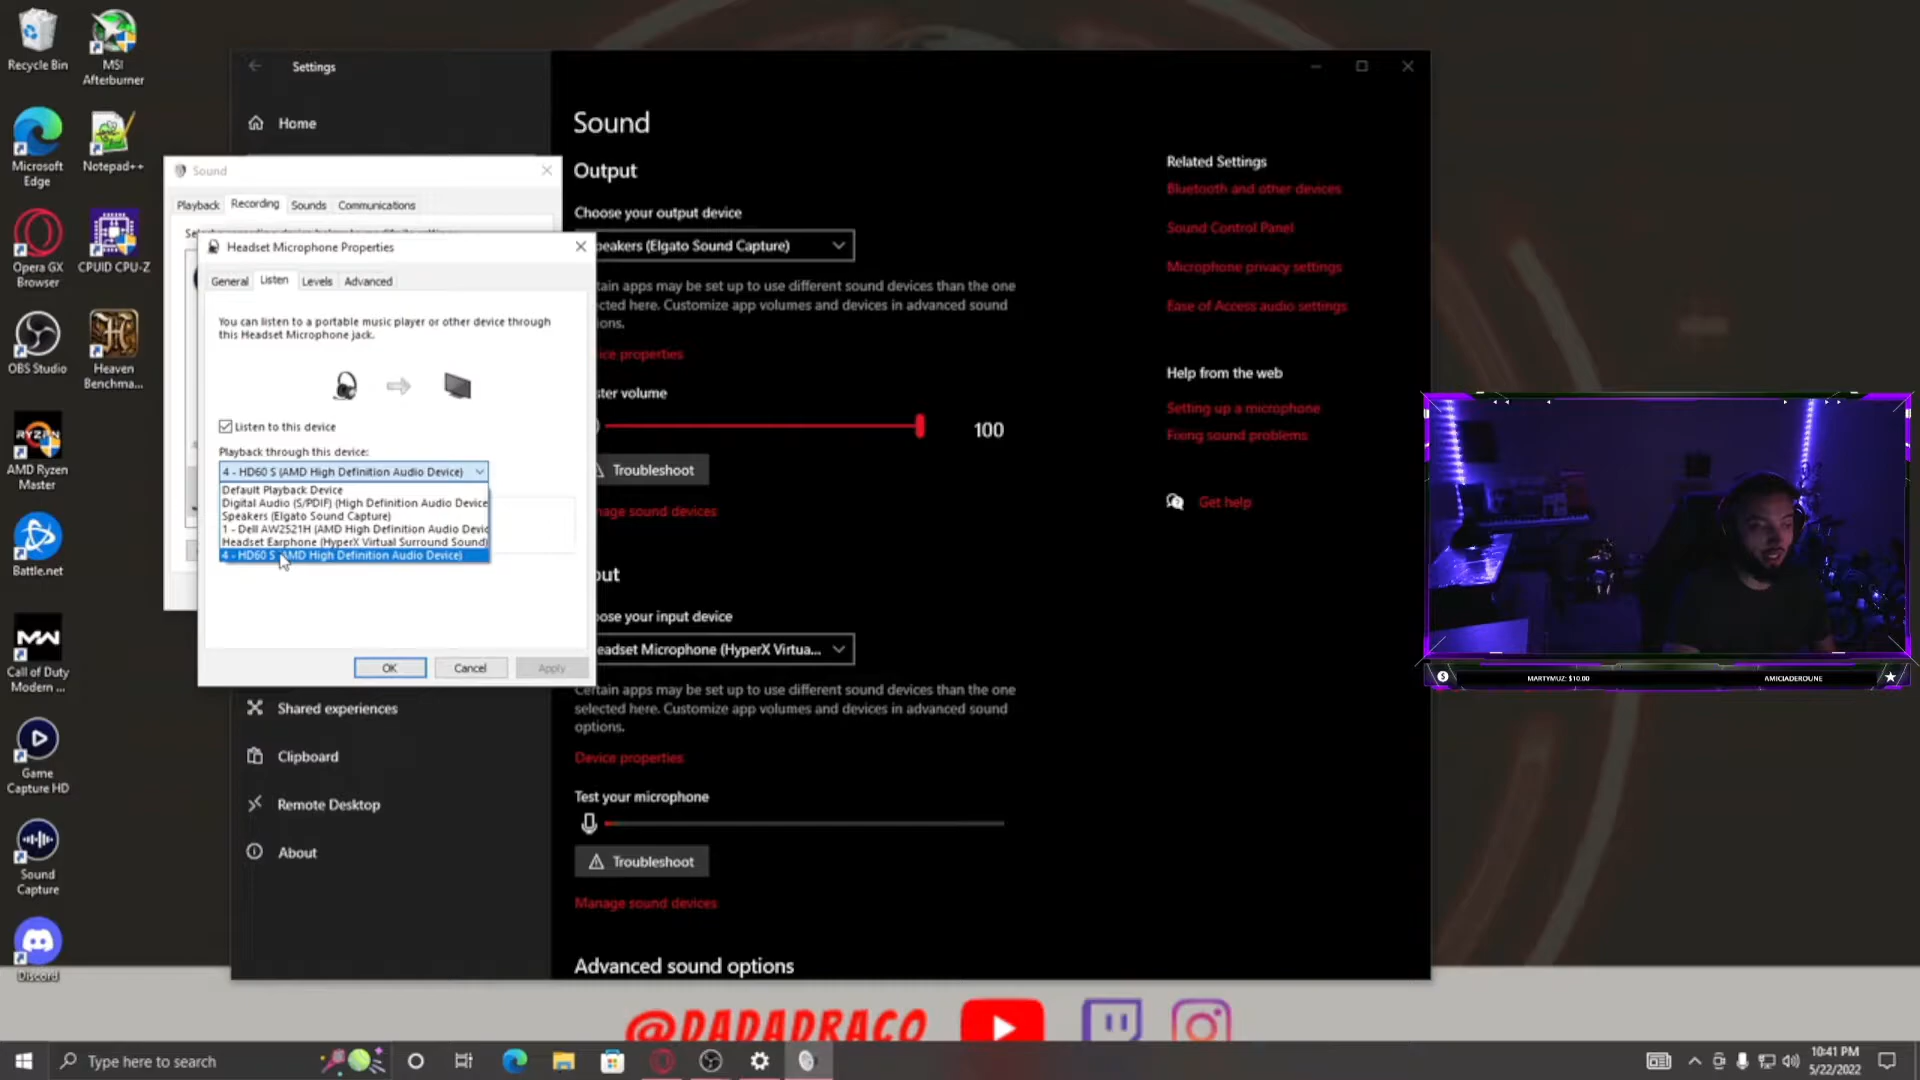 Recycle Bin
MSI
Afterburner
Microsoft
Edge
Notepad++
Opera GX
Browser
CPUID CPU-Z
OBS Studio
Heaven
Benchma...
RYZEN
AMD Ryzen
Master
Battle.net
MW
Call of Duty
Modern ...
Game
Capture HD
Sound
Capture
Discord
Settings
Home
Shared experiences
Clipboard
Remote Desktop
About
Sound
Playback
Recording
Sounds
Communications
Headset Microphone Properties
General
Listen
Levels
Advanced
You can listen to a portable music player or other device through
this Headset Microphone jack.
Listen to this device
Playback through this device:
4 - HD60 S (AMD High Definition Audio Device)
Default Playback Device
Digital Audio (S/PDIF) (High Definition Audio Device
Speakers (Elgato Sound Capture)
1 - Dell AW2521H (AMD High Definition Audio Devic
Headset Earphone (HyperX Virtual Surround Sound)
4 - HD60 S (AMD High Definition Audio Device)
OK
Cancel
Apply
Sound
Output
Choose your output device
peakers (Elgato Sound Capture)
tain apps may be set up to use different sound devices than the one
ected here. Customize app volumes and devices in advanced sound
ons.
ice properties
ter volume
100
Troubleshoot
nage sound devices
put
ose your input device
eadset Microphone (HyperX Virtua...
Certain apps may be set up to use different sound devices than the one
selected here. Customize app volumes and devices in advanced sound
options.
Device properties
Test your microphone
Troubleshoot
Manage sound devices
Advanced sound options
Related Settings
Bluetooth and other devices
Sound Control Panel
Microphone privacy settings
Ease of Access audio settings
Help from the web
Setting up a microphone
Fixing sound problems
Get help
MARTYMUZ: $10.00
AMICIADEROUNE
@DADADRACO
Type here to search
10:41 PM
5/22/2022